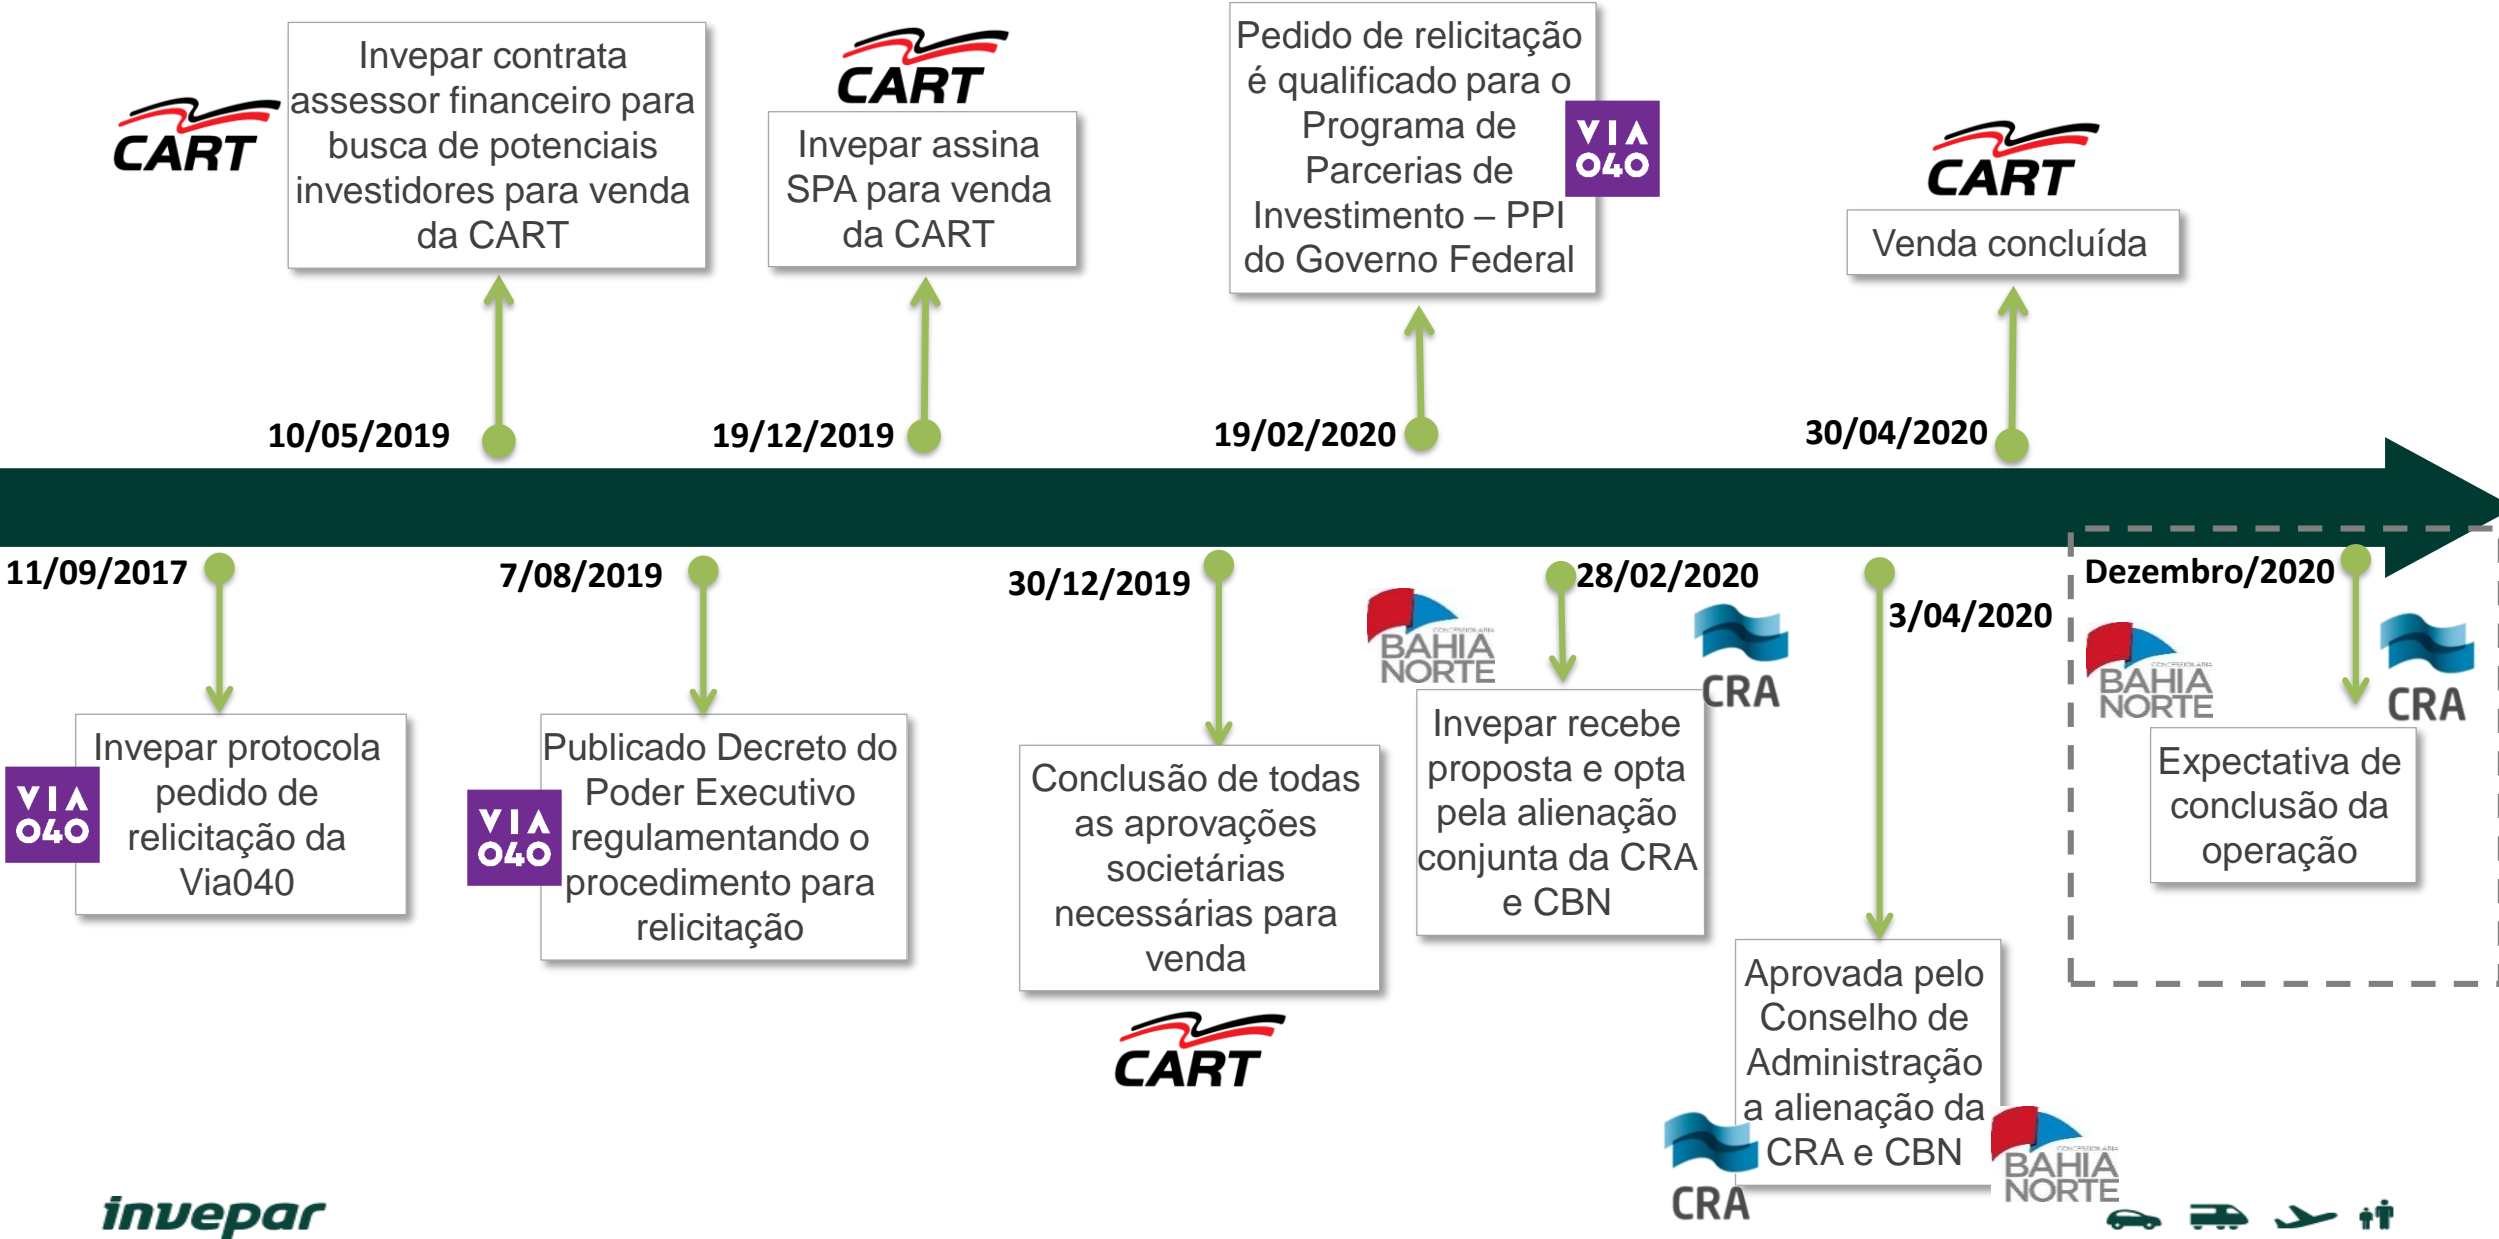 CART
Invepar contrata
assessor financeiro para
busca de potenciais
investidores para venda
da CART
10/05/2019
CART
Invepar assina
SPA para venda
da CART
19/12/2019
Pedido de relicitação
é qualificado para o
Programa de
Parcerias de
Investimento – PPI
do Governo Federal
VIA
040
19/02/2020
CART
Venda concluída
30/04/2020
11/09/2017
VIA
040
Invepar protocola
pedido de
relicitação da
Via040
7/08/2019
VIA
040
Publicado Decreto do
Poder Executivo
regulamentando o
procedimento para
relicitação
30/12/2019
Conclusão de todas
as aprovações
societárias
necessárias para
venda
CART
28/02/2020
CONCESSIONÁRIA
BAHIA
NORTE
CRA
Invepar recebe
proposta e opta
pela alienação
conjunta da CRA
e CBN
3/04/2020
Aprovada pelo
Conselho de
Administração
a alienação da
CRA e CBN
CRA
CONCESSIONÁRIA
BAHIA
NORTE
Dezembro/2020
CONCESSIONÁRIA
BAHIA
NORTE
CRA
Expectativa de
conclusão da
operação
invepar